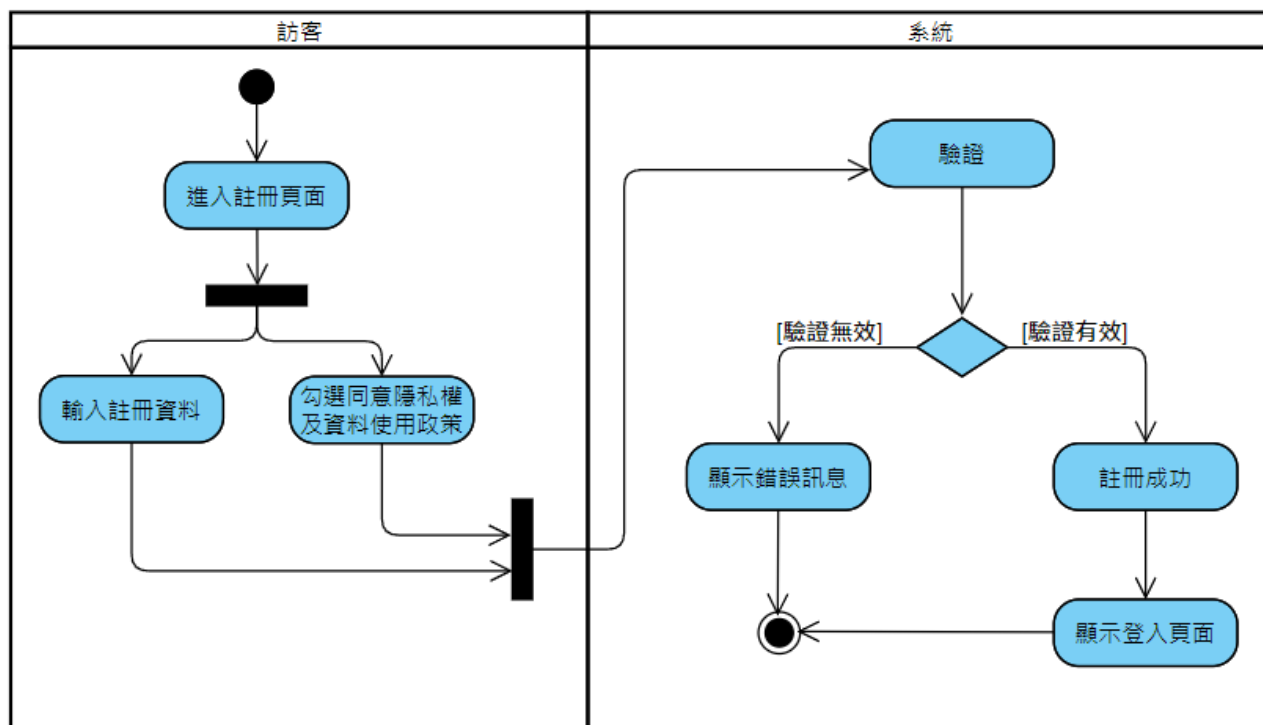 訪客
系統
進入註冊頁面
輸入註冊資料
勾選同意隱私權
及資料使用政策
驗證
[驗證無效]
[驗證有效]
顯示錯誤訊息
註冊成功
顯示登入頁面